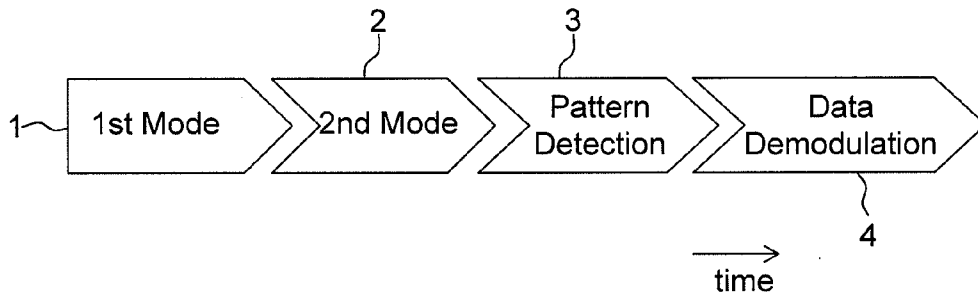 2
3
1
1st Mode
2nd Mode
Pattern
Detection
Data
Demodulation
4
time